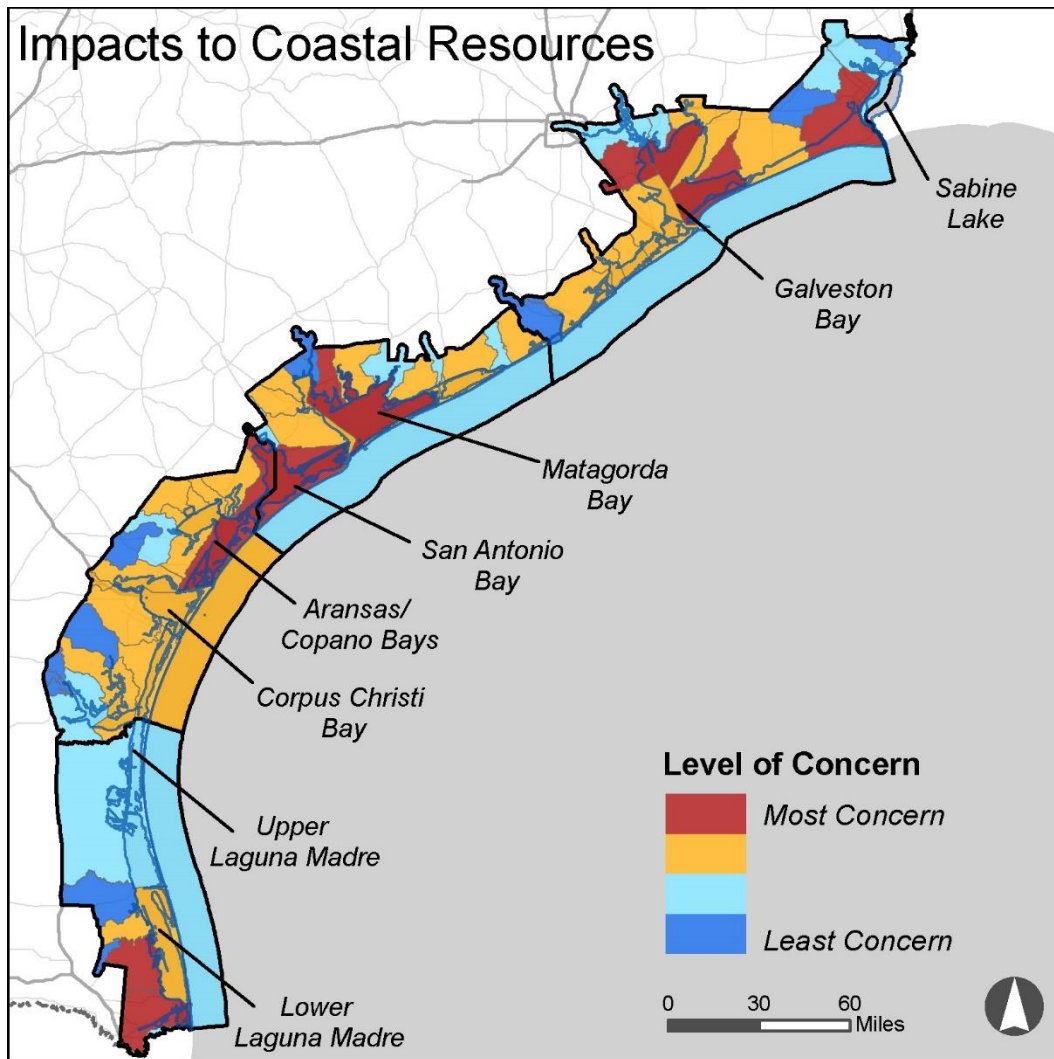 Impacts to Coastal Resources
Sabine
Lake
Galveston
Bay
Matagorda
Bay
San Antonio
Bay
Aransas/
Copano Bays
Corpus Christi
Bay
Upper
Laguna Madre
Lower
Laguna Madre
Level of Concern
Most Concern
Least Concern
0 30 60
Miles